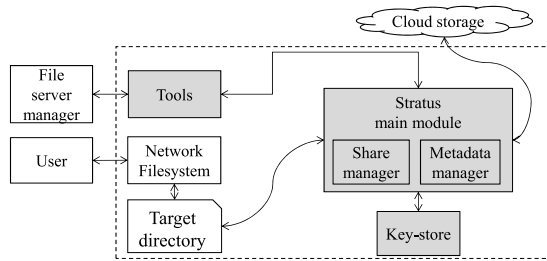 Cloud storage
File
server
manager
Tools
Stratus
main module
Share
manager
Metadata
manager
User
Network
Filesystem
Target
directory
Key-store